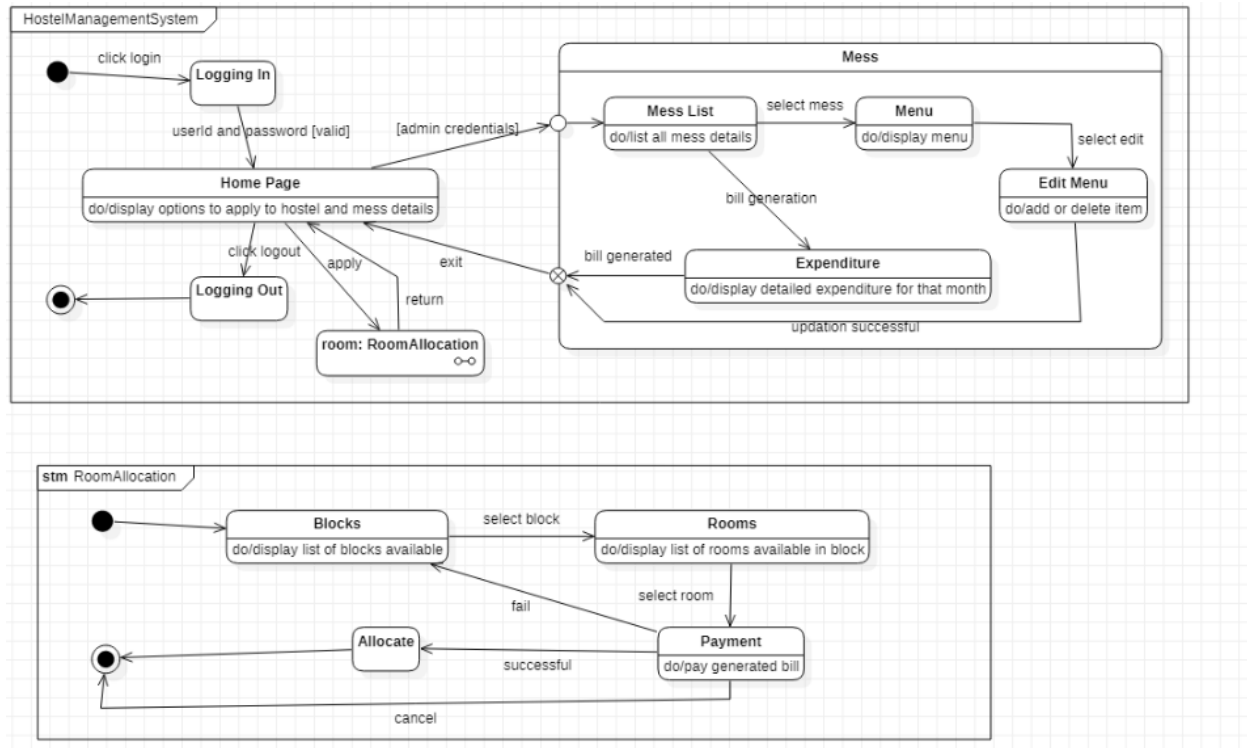 HostelManagementSystem
click login
Logging In
userId and password [valid]
Home Page
do/display options to apply to hostel and mess details
click logout
Logging Out
apply
return
room: RoomAllocation
[admin credentials]
exit
Mess
Mess List
do/list all mess details
select mess
Menu
do/display menu
select edit
Edit Menu
do/add or delete item
bill generation
bill generated
Expenditure
do/display detailed expenditure for that month
updation successful
stm RoomAllocation
Blocks
do/display list of blocks available
select block
Rooms
do/display list of rooms available in block
select room
fail
Payment
do/pay generated bill
successful
Allocate
cancel